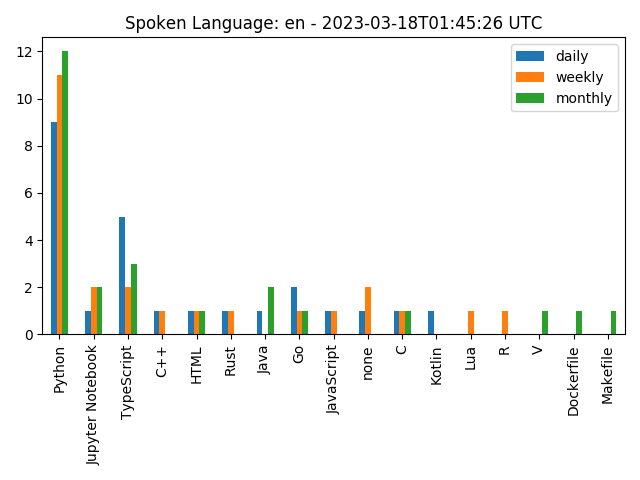 Spoken Language: en - 2023-03-18T01:45:26 UTC
daily
weekly
monthly
12
10
8
6
4
2
0
Python
Jupyter Notebook
TypeScript
C++
HTML
Rust
Java
Go
JavaScript
none
C
Kotlin
Lua
R
V
Dockerfile
Makefile